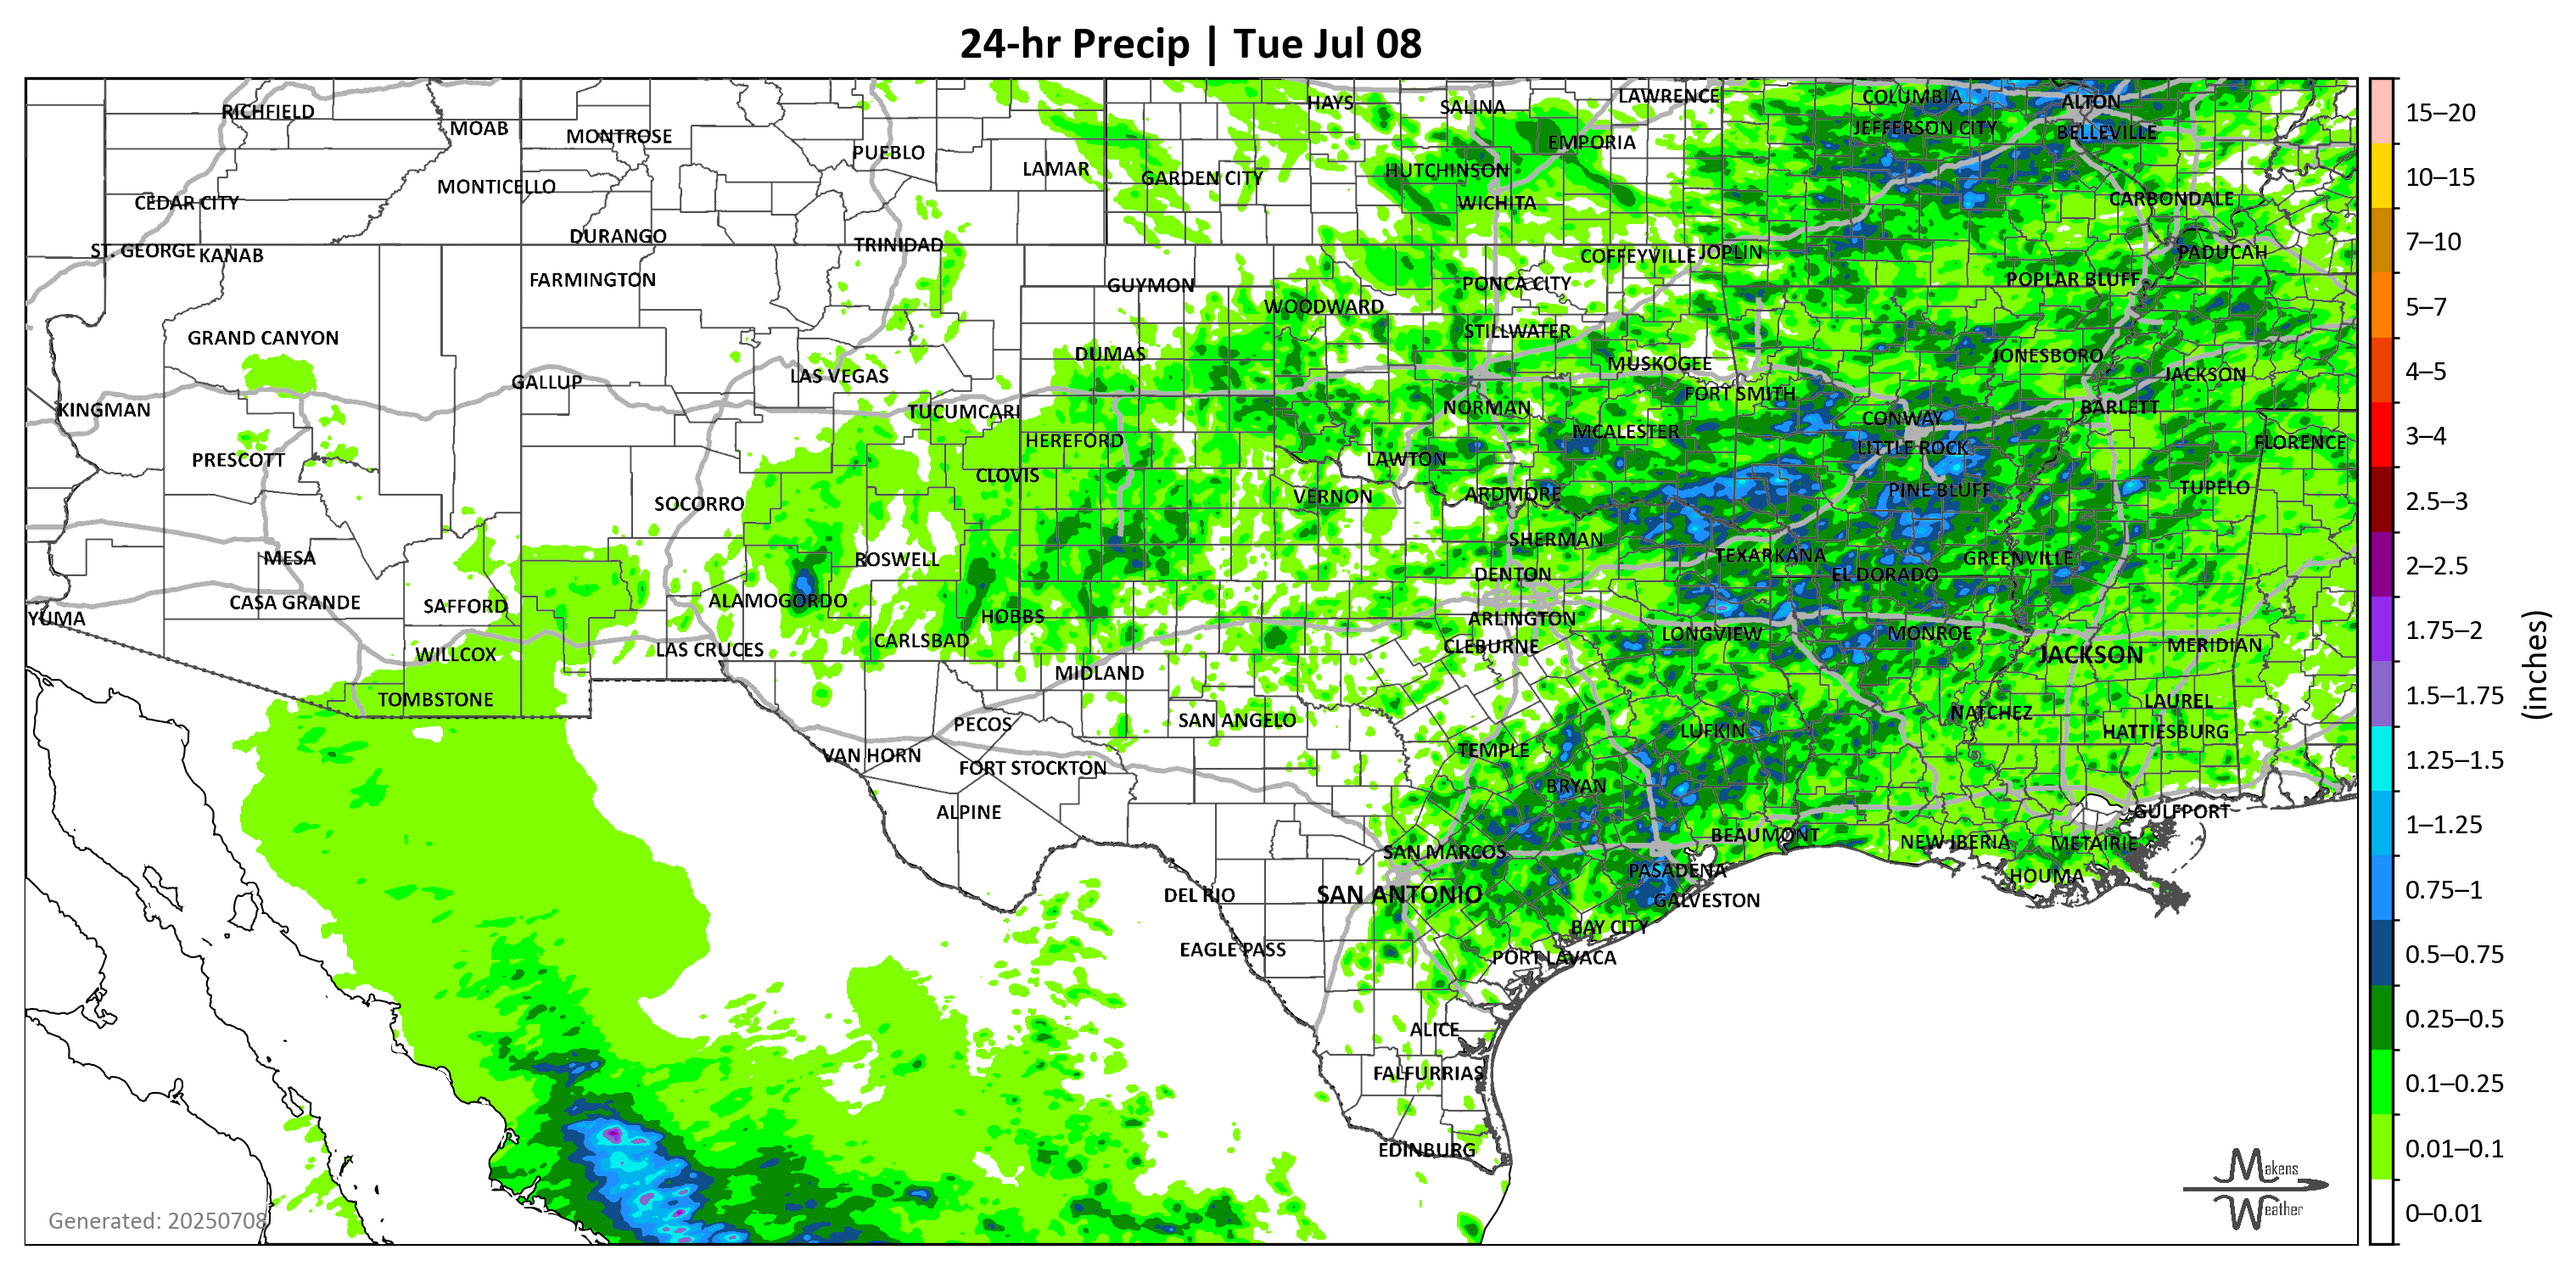 24-hr Precip | Tue Jul 08
HAYS
SALINA
LAWRENCE
COLUMBIA
ALTON
RICHFIELD
MOAB
MONTROSE
PUEBLO
EMPORIA
JEFFERSON CITY
BELLEVILLE
LAMAR
GARDEN CITY
HUTCHINSON
MONTICELLO
CEDAR CITY
WICHITA
CARBONDALE
DURANGO
TRINIDAD
ST. GEORGE
KANAB
COFFEYVILLE
JOPLIN
PADUCAH
FARMINGTON
GUYMON
PONCA CITY
POPLAR BLUFF
WOODWARD
GRAND CANYON
STILLWATER
DUMAS
MUSKOGEE
JONESBORO
GALLUP
LAS VEGAS
FORT SMITH
JACKSON
KINGMAN
TUCUMCARI
NORMAN
CONWAY
BARLETT
HEREFORD
MCALESTER
LITTLE ROCK
FLORENCE
PRESCOTT
CLOVIS
LAWTON
SOCORRO
VERNON
ARDMORE
PINE BLUFF
TUPELO
MESA
ROSWELL
SHERMAN
TEXARKANA
GREENVILLE
DENTON
EL DORADO
CASA GRANDE
SAFFORD
ALAMOGORDO
YUMA
HOBBS
ARLINGTON
WILLCOX
LAS CRUCES
CARLSBAD
CLEBURNE
LONGVIEW
MONROE
JACKSON
MERIDIAN
MIDLAND
TOMBSTONE
LAUREL
PECOS
SAN ANGELO
NATCHEZ
LUFKIN
HATTIESBURG
VAN HORN
FORT STOCKTON
TEMPLE
BRYAN
ALPINE
GULFPORT
SAN MARCOS
BEAUMONT
NEW IBERIA
METAIRIE
PASADENA
HOUMA
DEL RIO
SAN ANTONIO
GALVESTON
BAY CITY
EAGLE PASS
PORT LAVACA
ALICE
FALFURRIAS
EDINBURG
Generated: 20250708
Makens
Weather
15–20
10–15
7–10
5–7
4–5
3–4
2.5–3
2–2.5
1.75–2
1.5–1.75
1.25–1.5
1–1.25
0.75–1
0.5–0.75
0.25–0.5
0.1–0.25
0.01–0.1
0–0.01
(inches)